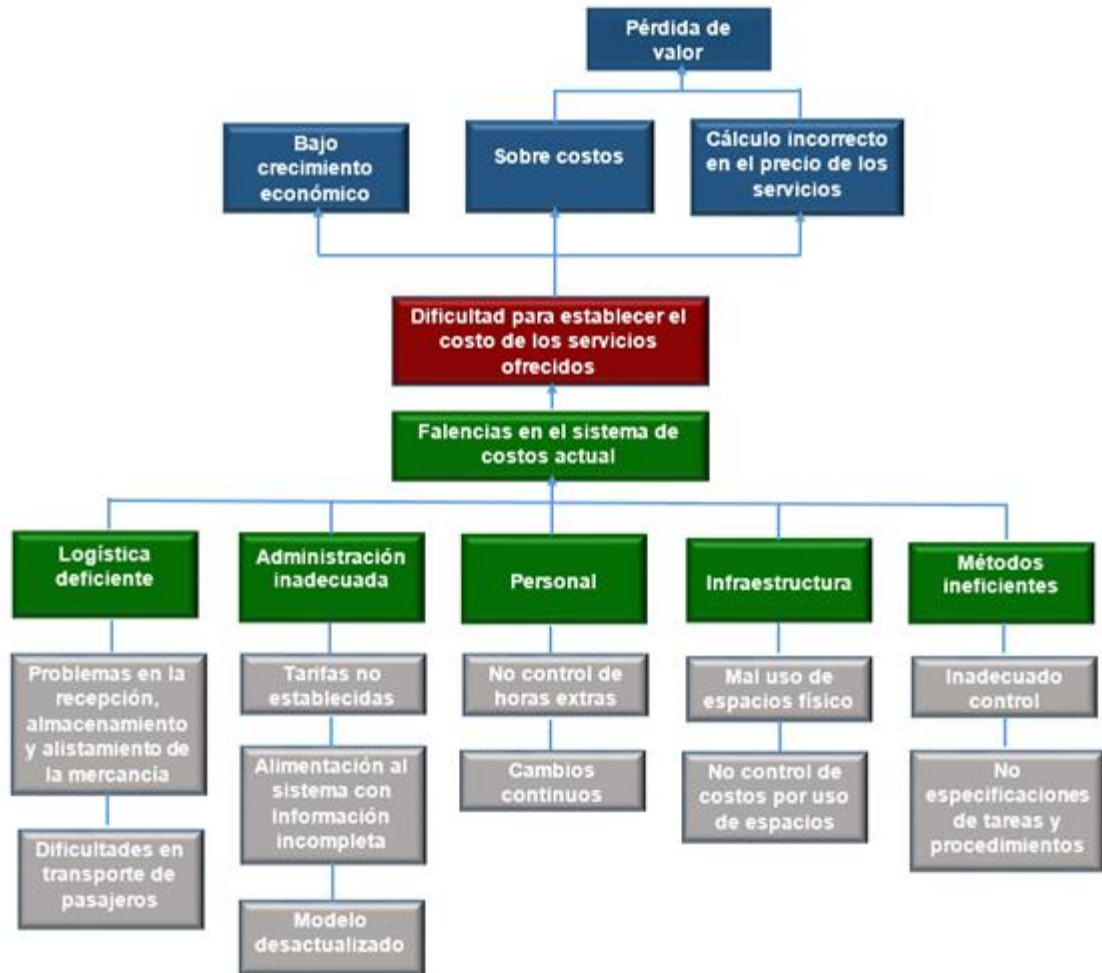 Pérdida de
valor
Bajo
crecimiento
económico
Sobre costos
Cálculo incorrecto
en el precio de los
servicios
Dificultad para establecer el
costo de los servicios
ofrecidos
Falencias en el sistema de
costos actual
Logística
deficiente
Administración
inadecuada
Personal
Infraestructura
Métodos
ineficientes
Problemas en la
recepción,
almacenamiento
y alistamiento de
la mercancía
Dificultades en
transporte de
pasajeros
Tarifas no
establecidas
Alimentación al
sistema con
Información
incompleta
Modelo
desactualizado
No control de
horas extras
Cambios
continuos
Mal uso de
espacios físico
No control de
costos por uso
de espacios
Inadecuado
control
No
especificaciones
de tareas y
procedimientos